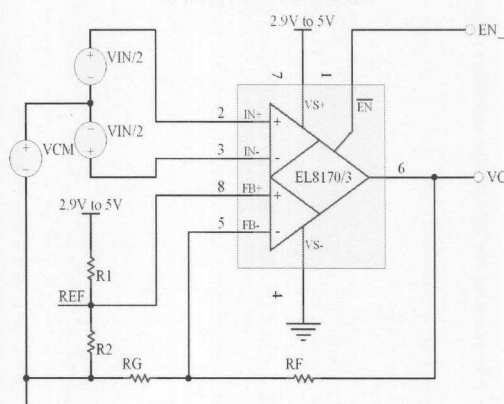 2.9V to 5V
EN_
VIN/2
7
1
VS+
EN
2
IN+
+
VIN/2
VCM
3
IN-
-
EL8170/3
6
VO
8
FB+
+
2.9V to 5V
5
FB-
-
VS-
R1
REF
4
R2
RG
RF